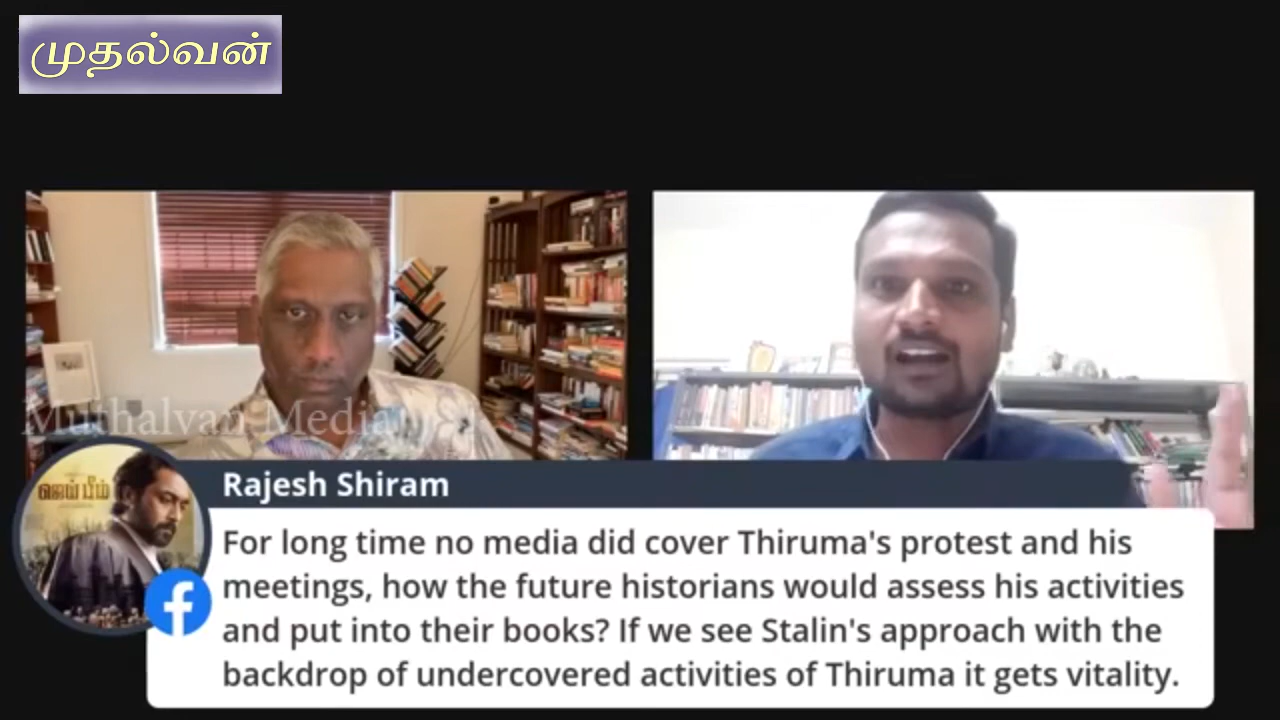 முதல்வன்
Muthalvan Media
ஜெய் பீம்
Rajesh Shiram
For long time no media did cover Thiruma's protest and his
meetings, how the future historians would assess his activities
and put into their books? If we see Stalin's approach with the
backdrop of undercovered activities of Thiruma it gets vitality.